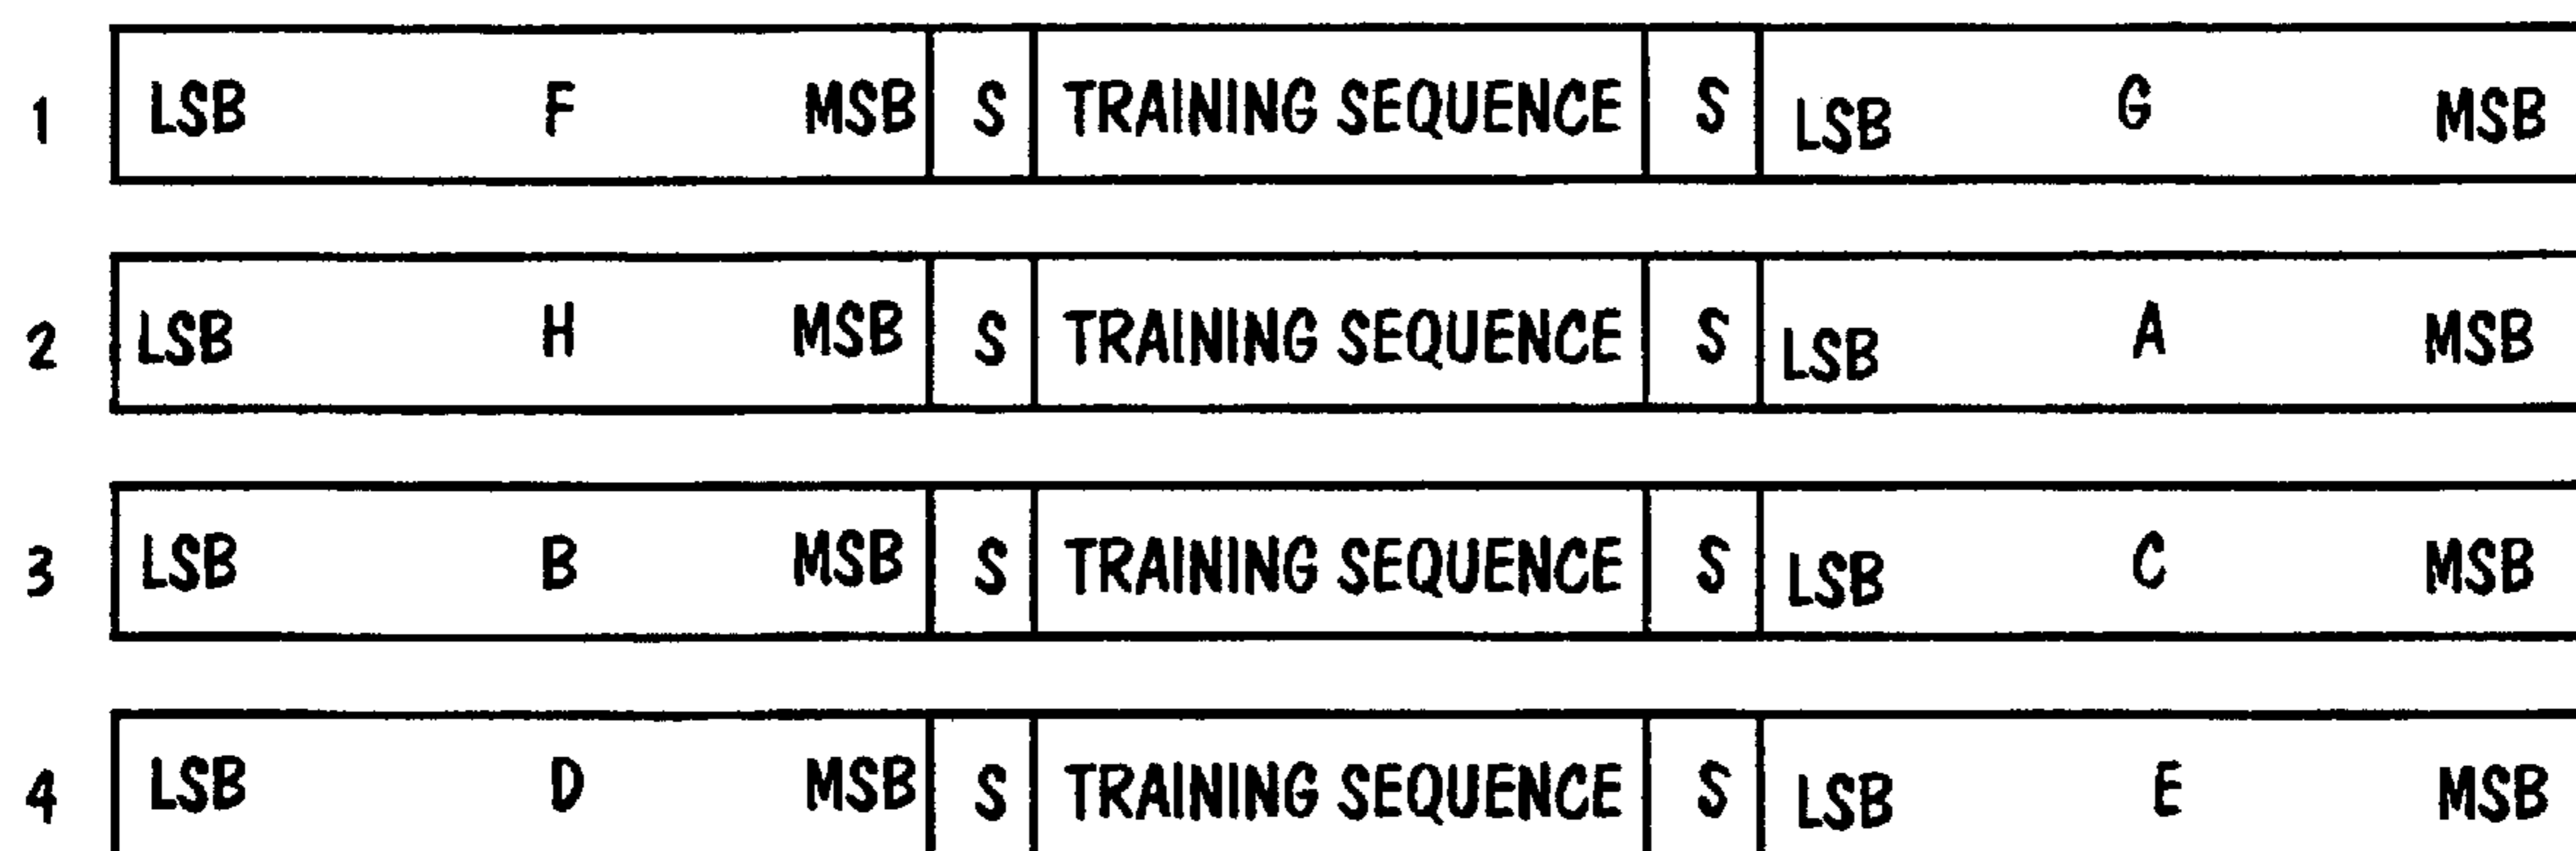 1 LSB F MSB S TRAINING SEQUENCE S LSB G MSB
2 LSB H MSB S TRAINING SEQUENCE S LSB A MSB
3 LSB B MSB S TRAINING SEQUENCE S LSB C MSB
4 LSB D MSB S TRAINING SEQUENCE S LSB E MSB